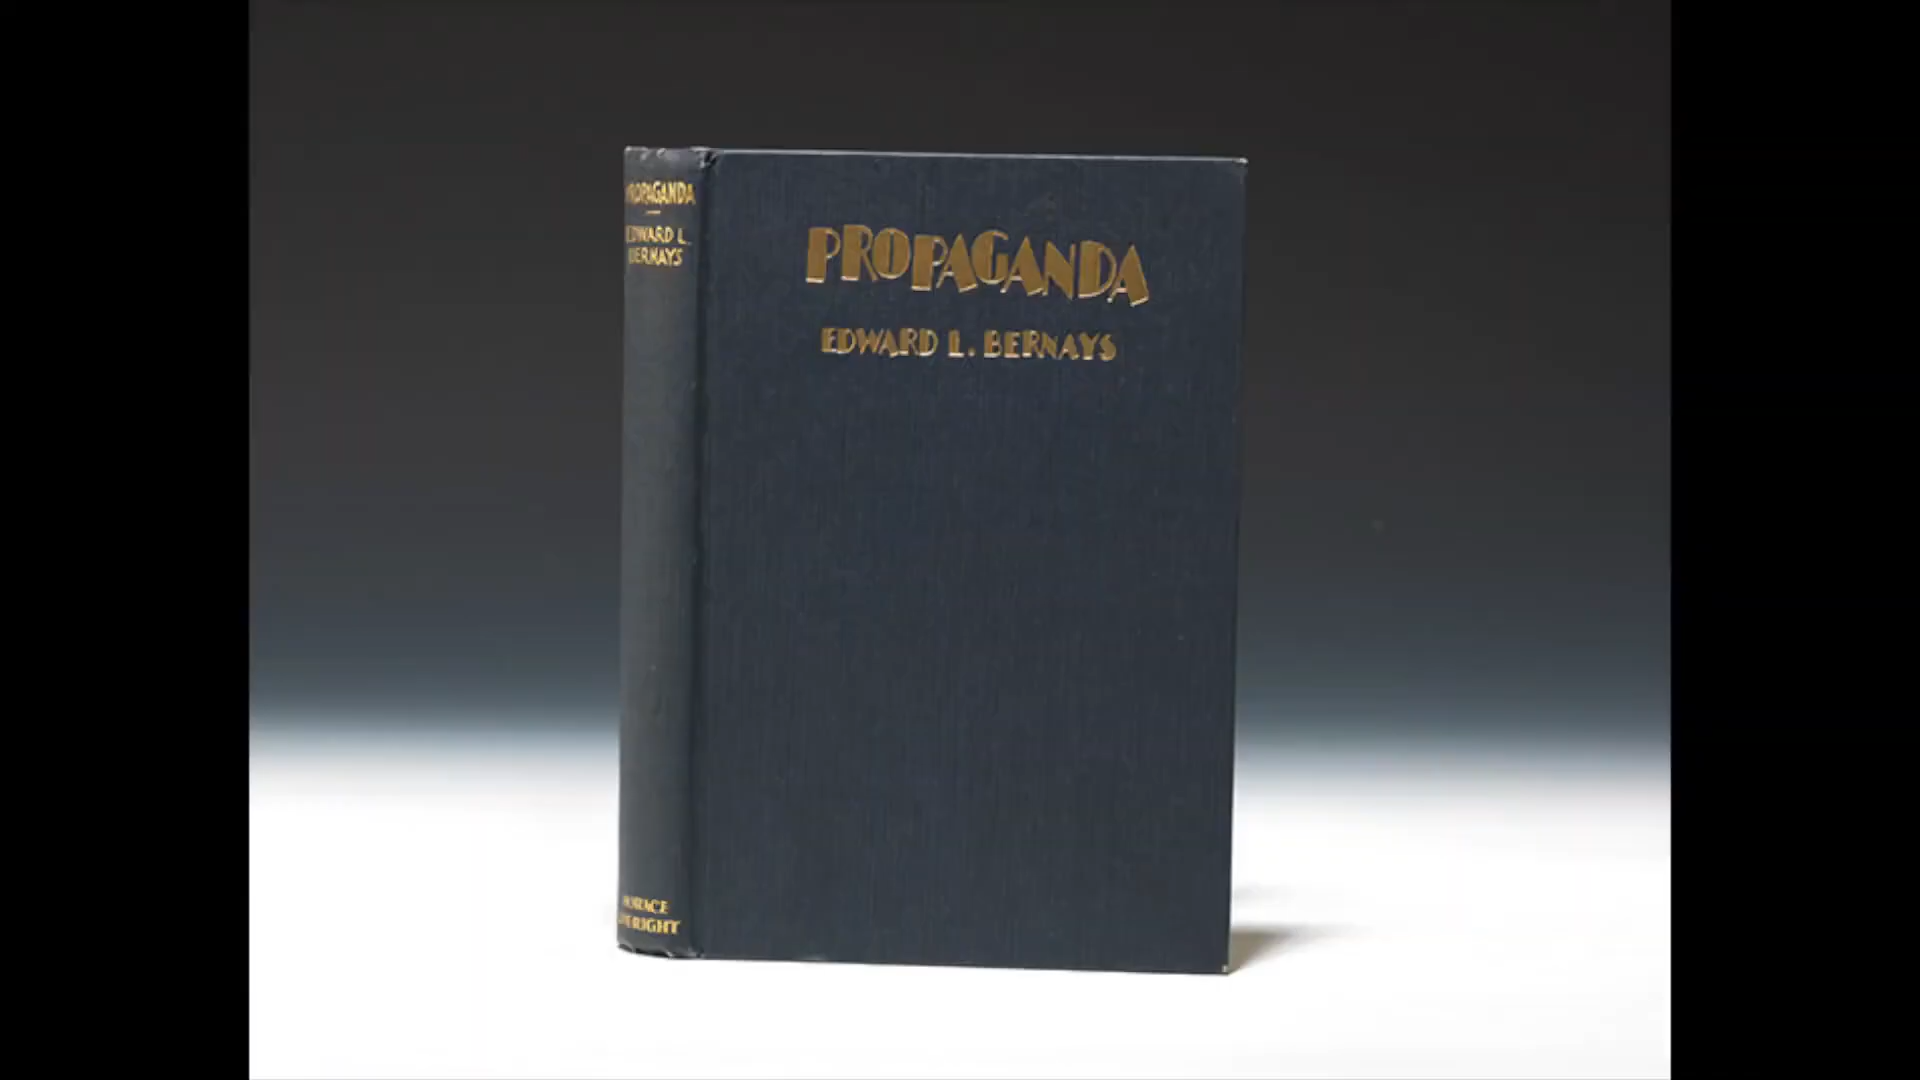 PROPAGANDA
EDWARD L.
BERNAYS
HORACE
LIVERIGHT
PROPAGANDA
EDWARD L. BERNAYS